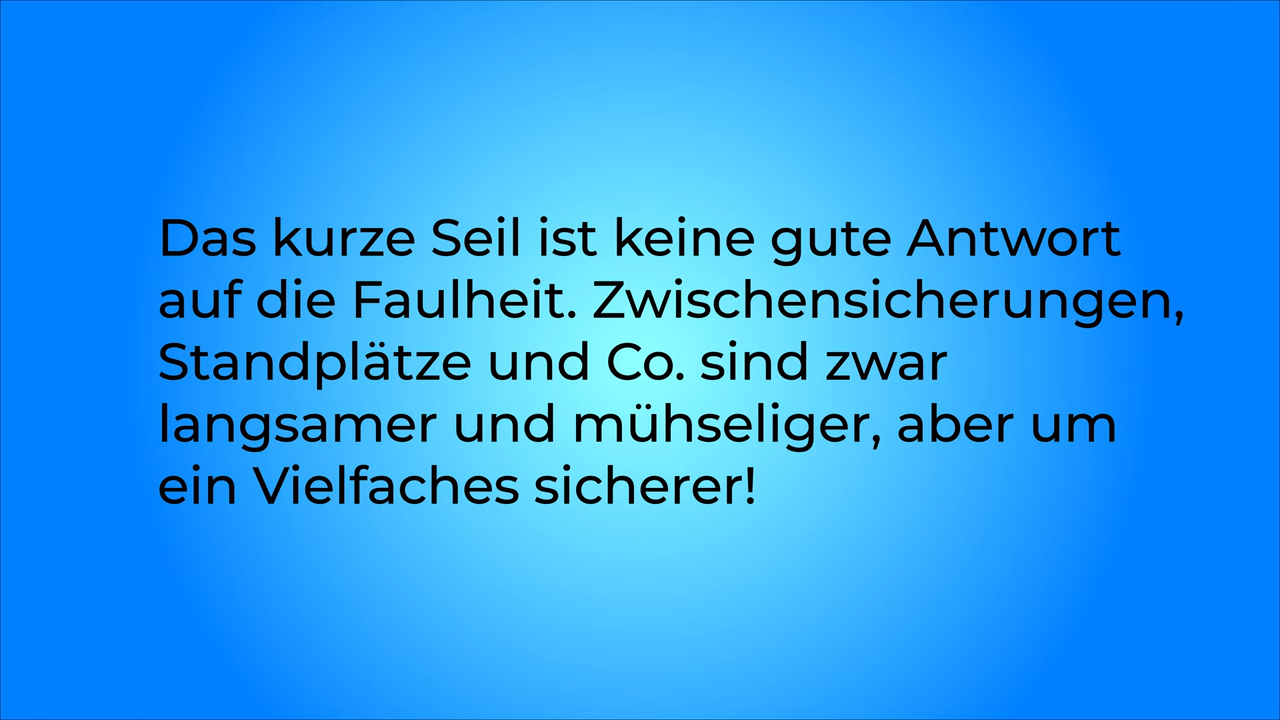 Das kurze Seil ist keine gute Antwort
auf die Faulheit. Zwischensicherungen,
Standplätze und Co. sind zwar
langsamer und mühseliger, aber um
ein Vielfaches sicherer!